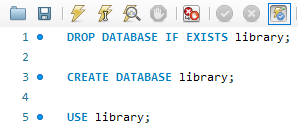 1 DROP DATABASE IF EXISTS library;
2
3 CREATE DATABASE library;
4
5 USE library;